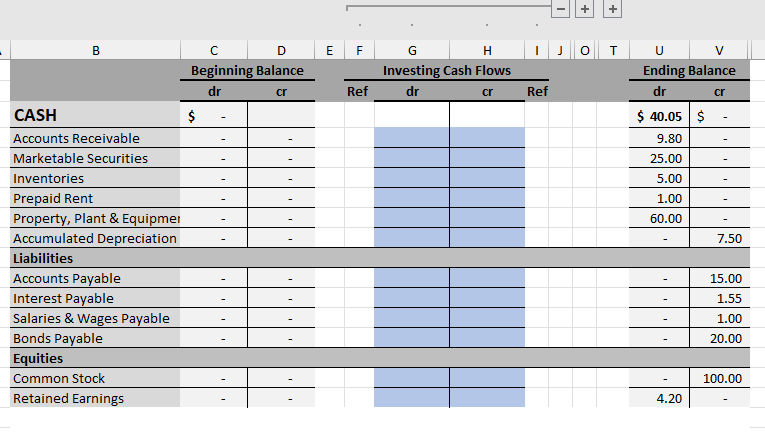 − + +
B C D E F G H I J O T U V
Beginning Balance Investing Cash Flows Ending Balance
dr cr Ref dr cr Ref dr cr
CASH $ - $ 40.05 $ -
Accounts Receivable - - 9.80 -
Marketable Securities - - 25.00 -
Inventories - - 5.00 -
Prepaid Rent - - 1.00 -
Property, Plant & Equipmer - - 60.00 -
Accumulated Depreciation - - - 7.50
Liabilities
Accounts Payable - - - 15.00
Interest Payable - - - 1.55
Salaries & Wages Payable - - - 1.00
Bonds Payable - - - 20.00
Equities
Common Stock - - - 100.00
Retained Earnings - - 4.20 -